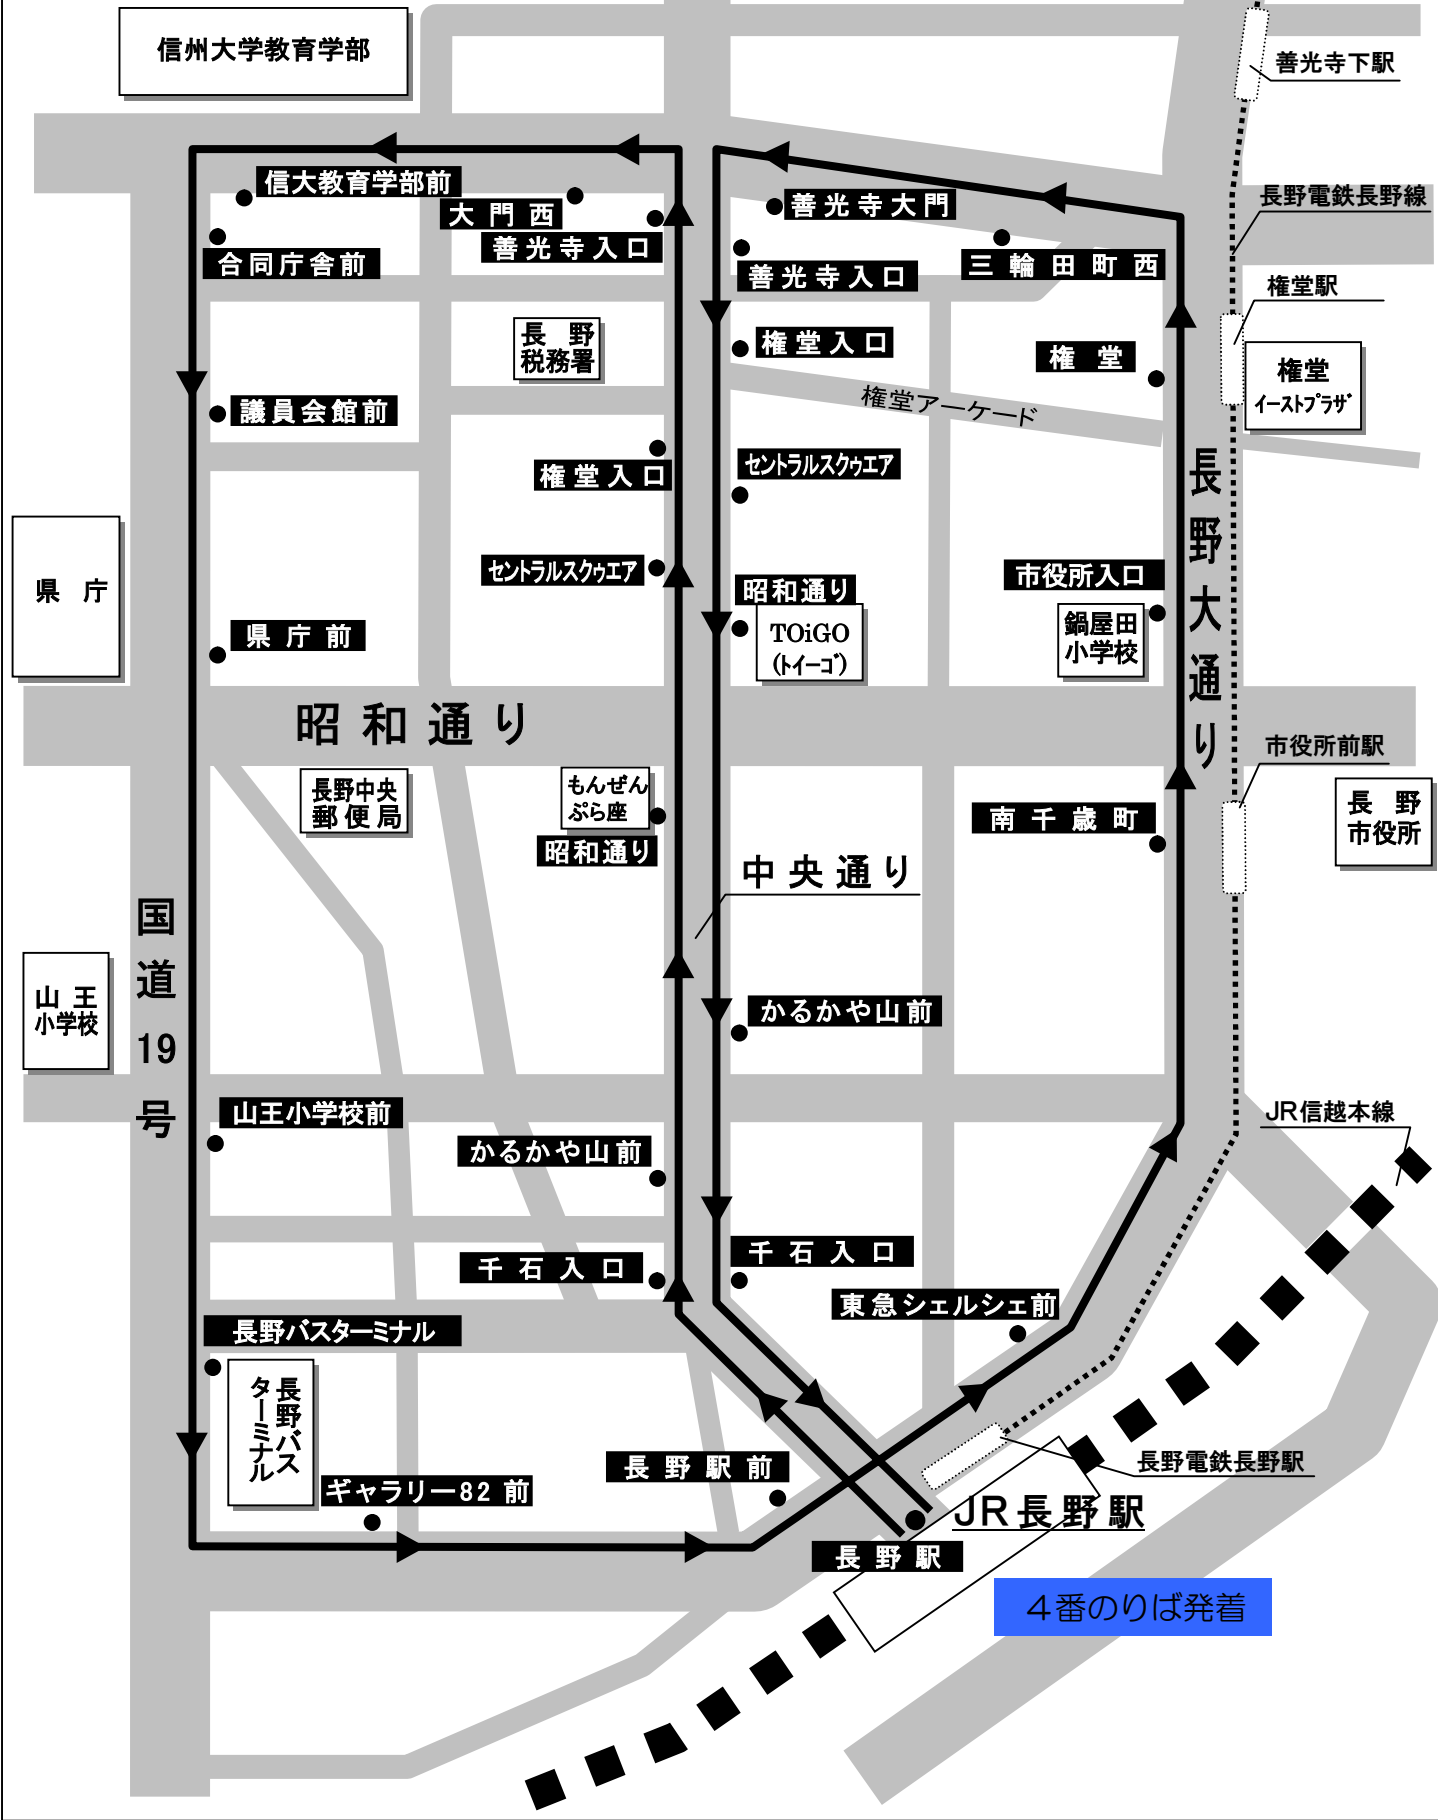 信州大学教育学部
善光寺下駅
信大教育学部前
大門西
善光寺入口
合同庁舎前
善光寺大門
善光寺入口
三輪田町西
長野電鉄長野線
権堂駅
長野
税務署
権堂入口
権堂
権堂
イーストプラザ
議員会館前
権堂アーケード
権堂入口
セントラルスクゥエア
長野大通り
県庁
セントラルスクゥエア
昭和通り
TOiGO
(トイーゴ)
市役所入口
鍋屋田
小学校
県庁前
昭和通り
市役所前駅
長野中央
郵便局
もんぜん
ぷら座
昭和通り
南千歳町
長野
市役所
中央通り
国道19号
山王
小学校
かるかや山前
山王小学校前
かるかや山前
JR信越本線
千石入口
千石入口
東急シェルシェ前
長野バスターミナル
長野バス
ターミナル
長野駅前
ギャラリー82前
長野電鉄長野駅
JR長野駅
長野駅
4番のりば発着